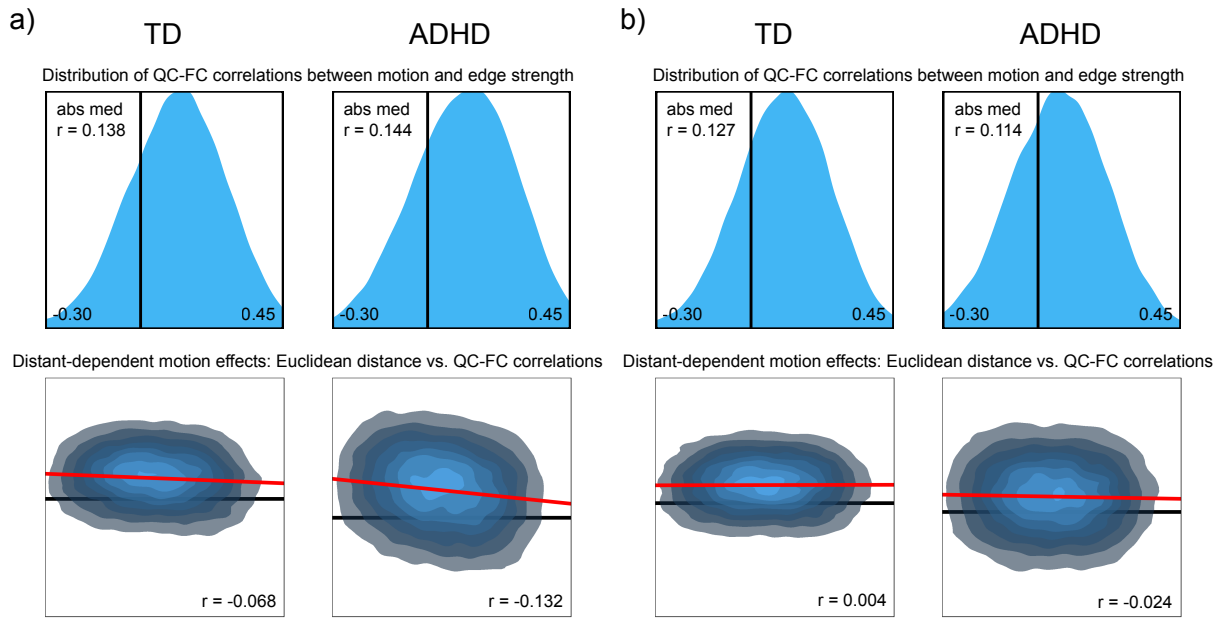 a)
TD
ADHD
Distribution of QC-FC correlations between motion and edge strength
abs med
r = 0.138
-0.30
0.45
abs med
r = 0.144
-0.30
0.45
Distant-dependent motion effects: Euclidean distance vs. QC-FC correlations
r = -0.068
r = -0.132
b)
TD
ADHD
Distribution of QC-FC correlations between motion and edge strength
abs med
r = 0.127
-0.30
0.45
abs med
r = 0.114
-0.30
0.45
Distant-dependent motion effects: Euclidean distance vs. QC-FC correlations
r = 0.004
r = -0.024